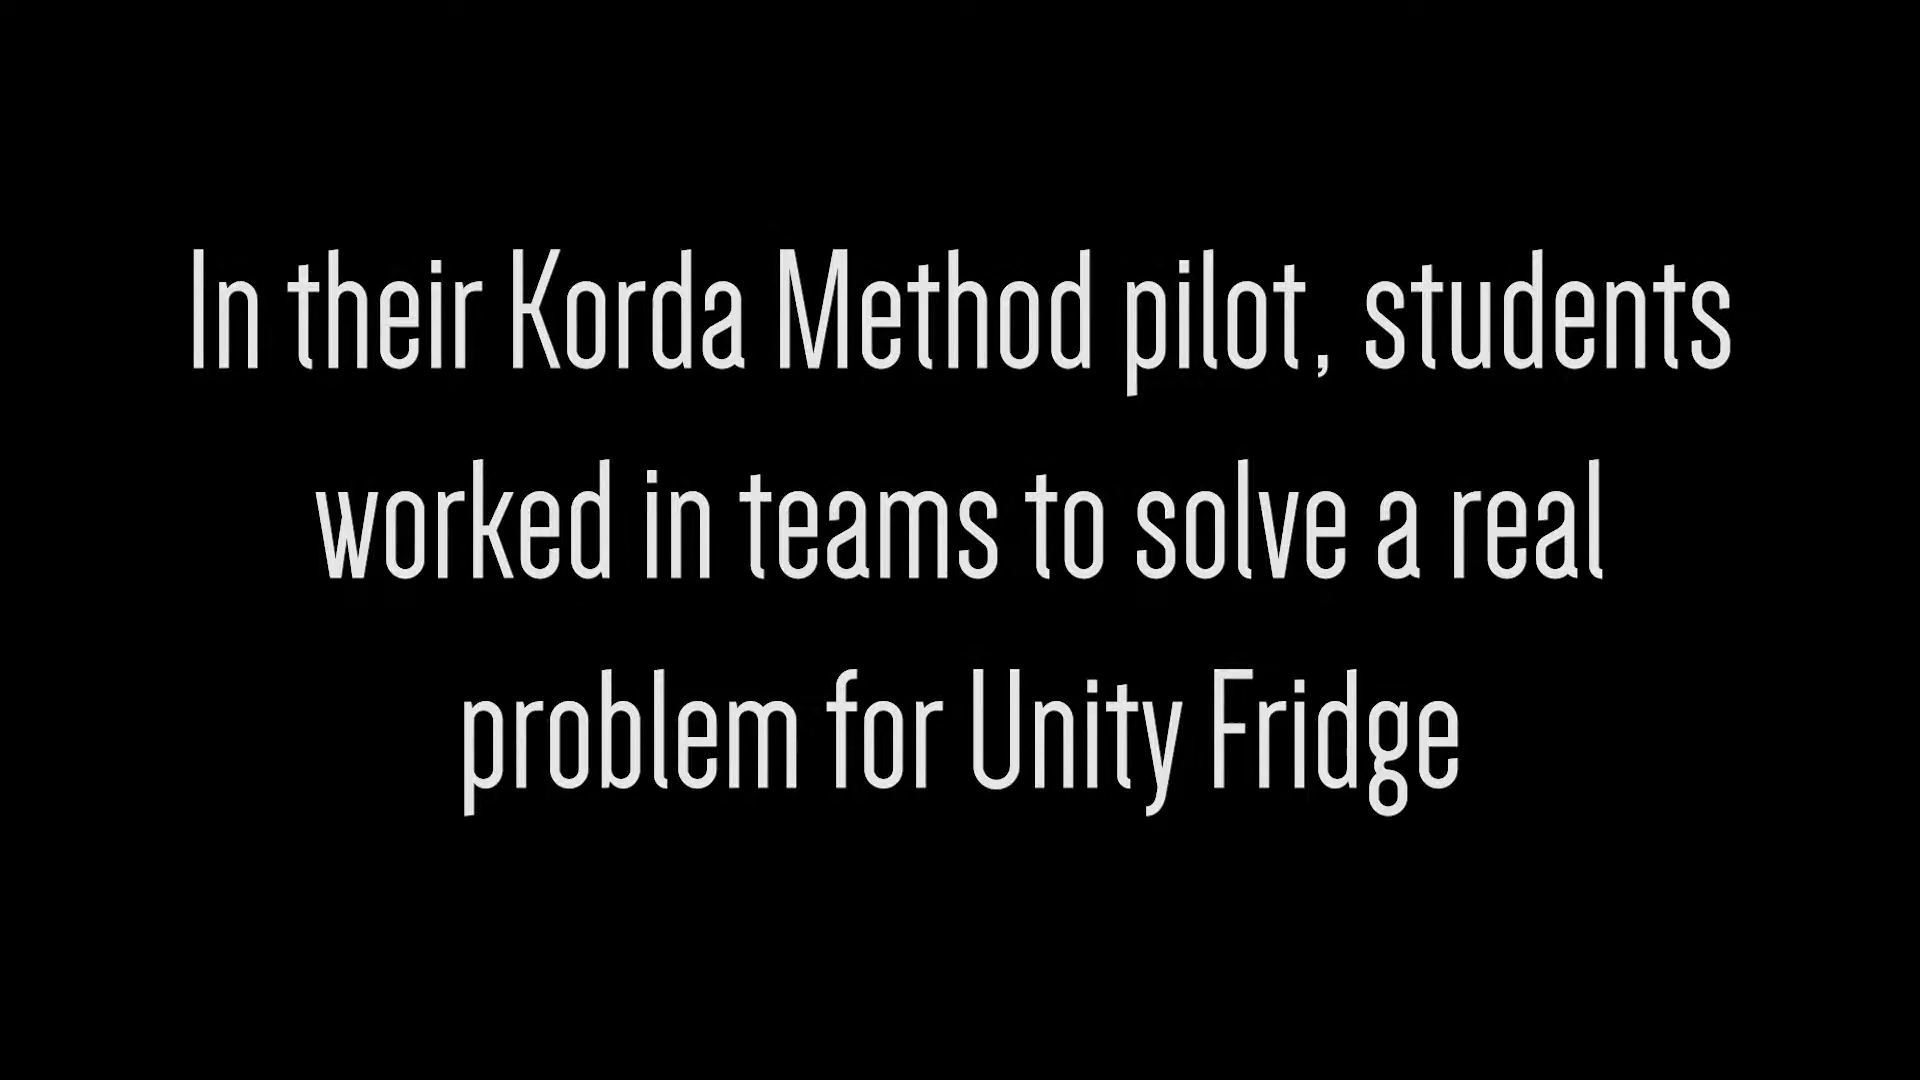 In their Korda Method pilot, students
worked in teams to solve a real
problem for Unity Fridge